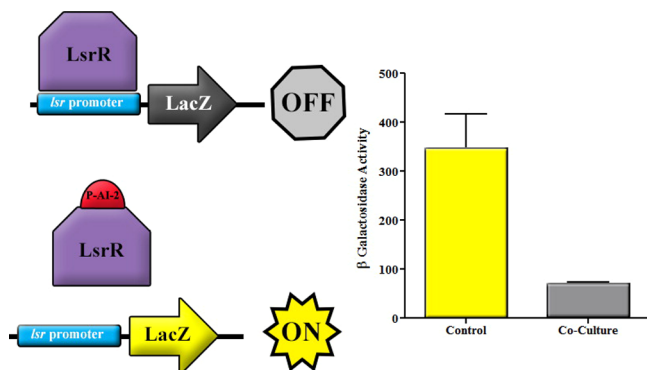 LsrR
lsr promoter
LacZ
OFF
P-AI-2
LsrR
lsr promoter
LacZ
ON
β Galactosidase Activity
500
400
300
200
100
0
Control
Co-Culture